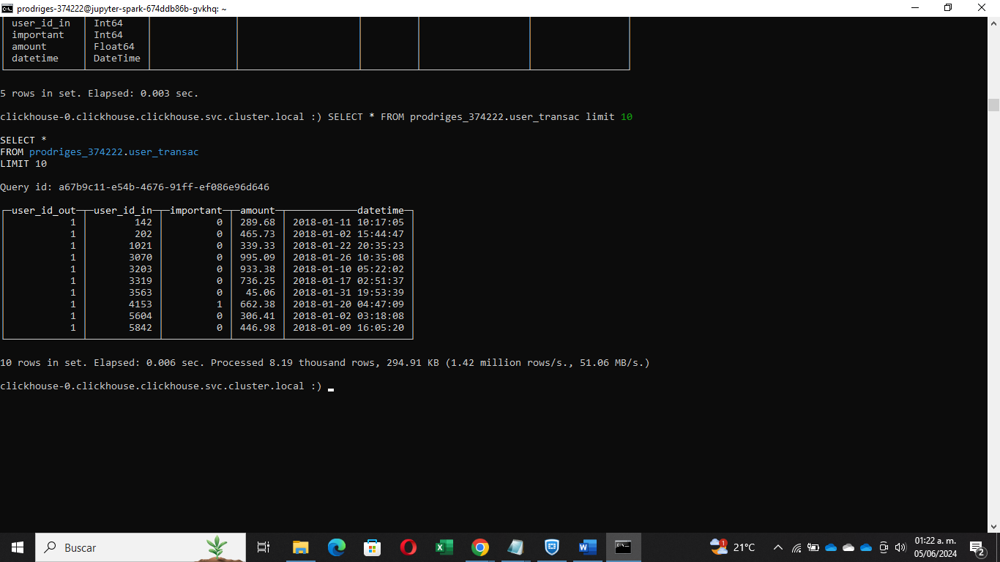 prodriges-374222@jupyter-spark-674ddb86b-gvkhq: ~
user_id_in Int64
important Int64
amount Float64
datetime DateTime
5 rows in set. Elapsed: 0.003 sec.
clickhouse-0.clickhouse.clickhouse.svc.cluster.local :) SELECT * FROM prodriges_374222.user_transac limit 10
SELECT *
FROM prodriges_374222.user_transac
LIMIT 10
Query id: a67b9c11-e54b-4676-91ff-ef086e96d646
user_id_out user_id_in important amount datetime
1 142 0 289.68 2018-01-11 10:17:05
1 202 0 465.73 2018-01-02 15:44:47
1 1021 0 339.33 2018-01-22 20:35:23
1 3070 0 995.09 2018-01-26 10:35:08
1 3203 0 933.38 2018-01-10 05:22:02
1 3319 0 736.25 2018-01-17 02:51:37
1 3563 0 45.06 2018-01-31 19:53:39
1 4153 1 662.38 2018-01-20 04:47:09
1 5604 0 306.41 2018-01-02 03:18:08
1 5842 0 446.98 2018-01-09 16:05:20
10 rows in set. Elapsed: 0.006 sec. Processed 8.19 thousand rows, 294.91 KB (1.42 million rows/s., 51.06 MB/s.)
clickhouse-0.clickhouse.clickhouse.svc.cluster.local :)
Buscar
1
21°C
01:22 a. m.
05/06/2024
2